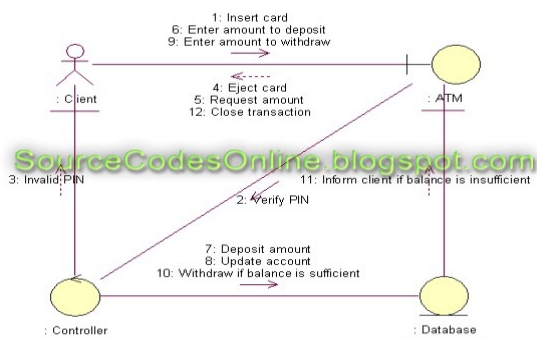 1: Insert card
6: Enter amount to deposit
9: Enter amount to withdraw
4: Eject card
5: Request amount
12: Close transaction
: Client
: ATM
SourceCodesOnline.blogspot.com
3: Invalid PIN
11: Inform client if balance is insufficient
2: Verify PIN
7: Deposit amount
8: Update account
10: Withdraw if balance is sufficient
: Controller
: Database